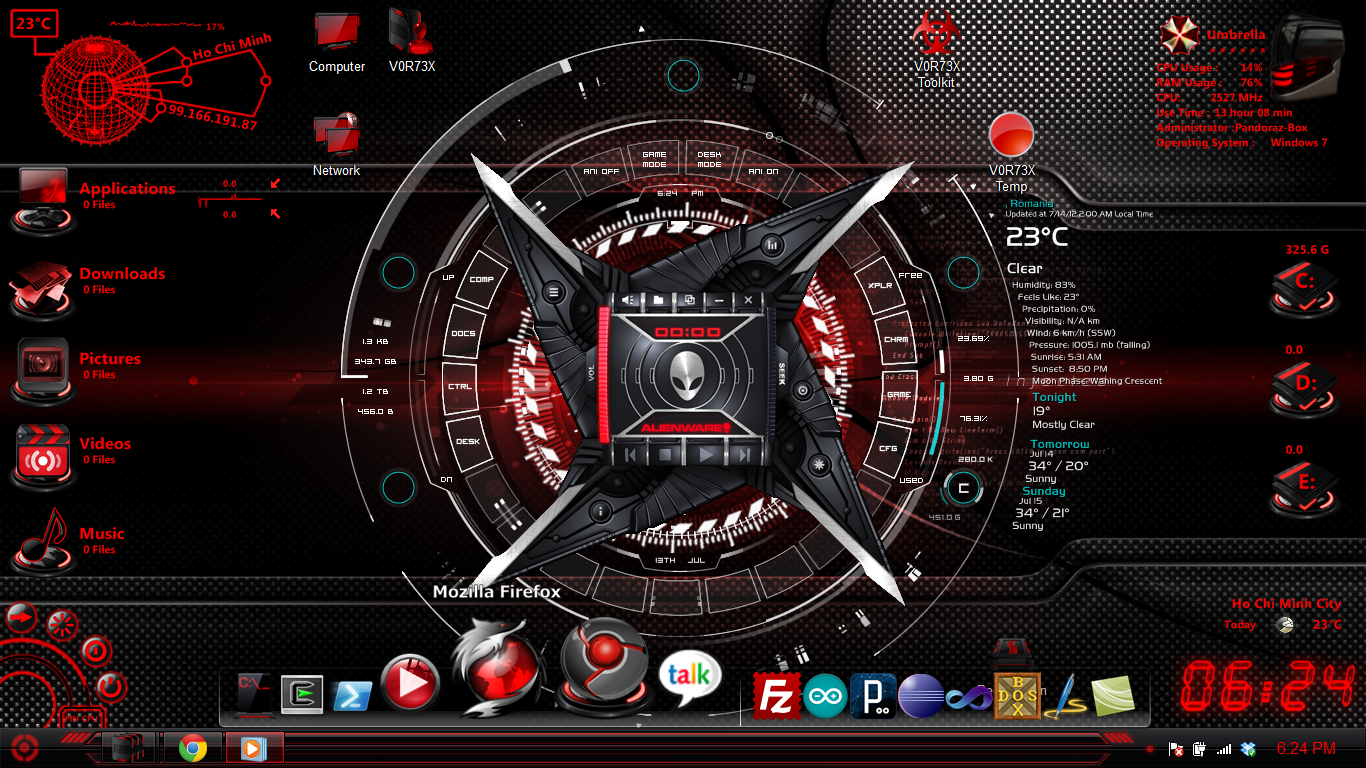 23°C
17%
Ho Chi Minh
99.166.191.87
Computer
V0R73X
Network
V0R73X
Toolkit
V0R73X
Temp
Umbrella
CPU Usage : 14%
RAM Usage : 76%
CPU: 2527 MHz
Use Time : 13 hour 08 min
Administrator :Pandoraz-Box
Operating System : Windows 7
Applications
0 Files
0.0
0.0
Downloads
0 Files
Pictures
0 Files
Videos
0 Files
Music
0 Files
ANI OFF
GAME
MODE
DESK
MODE
ANI ON
6:24 PM
UP
COMP
DOCS
CTRL
DESK
DN
1.3 KB
343.7 GB
1.2 TB
456.0 B
Free
XPLR
CHRM
GAME
CFG
USED
23.69%
3.80 G
76.31%
280.0 K
C
451.0 G
00:00
VOL
SEEK
ALIENWARE
13TH JUL
, Romania
Updated at 7/14/12 2:00 AM Local Time
23°C
Clear
Humidity: 83%
Feels Like: 23°
Precipitation: 0%
Visibility: N/A km
Wind: 6 km/h (SSW)
Pressure: 1005.1 mb (falling)
Sunrise: 5:31 AM
Sunset: 8:50 PM
Moon Phase: Waning Crescent
Tonight
19°
Mostly Clear
Tomorrow
Jul 14
34° / 20°
Sunny
Sunday
Jul 15
34° / 21°
Sunny
325.6 G
C:
0.0
D:
0.0
E:
Ho Chi Minh City
Today 23°C
06:24
Mozilla Firefox
C:\_
talk
Fz
P..
DOS
BOX
6:24 PM